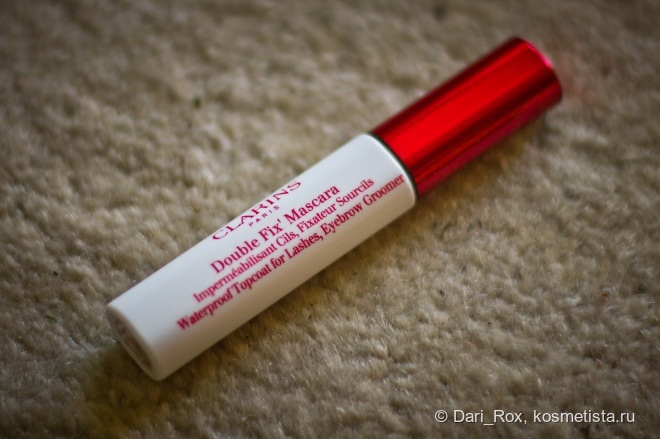 CLARINS
PARIS
Double Fix' Mascara
Imperméabilisant Cils, Fixateur Sourcils
Waterproof Topcoat for Lashes, Eyebrow Groomer
© Dari_Rox, kosmetista.ru